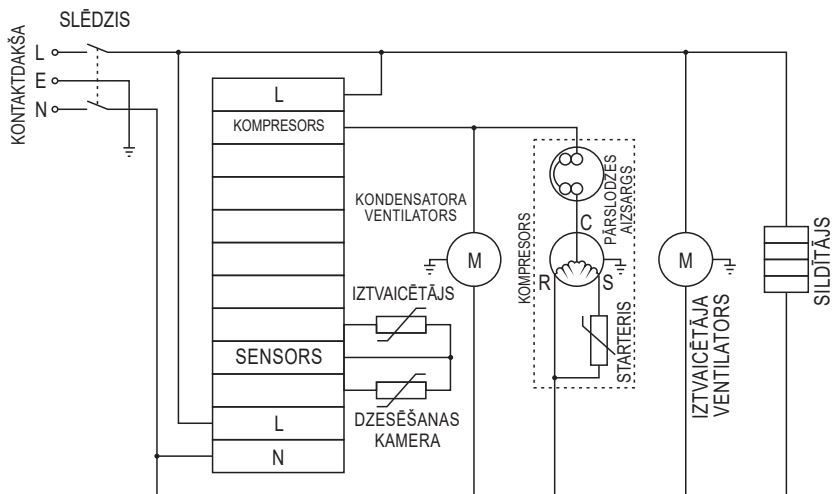 SLĒDZIS
KONTAKTDAKŠA
L
E
N
L
KOMPRESORS
KONDENSATORA
VENTILATORS
M
IZTVAICĒTĀJS
SENSORS
DZESĒŠANAS
KAMERA
L
N
KOMPRESORS
PĀRSLODZES
AIZSARGS
C
R
S
STARTERIS
M
IZTVAICĒTĀJA
VENTILATORS
SILDĪTĀJS